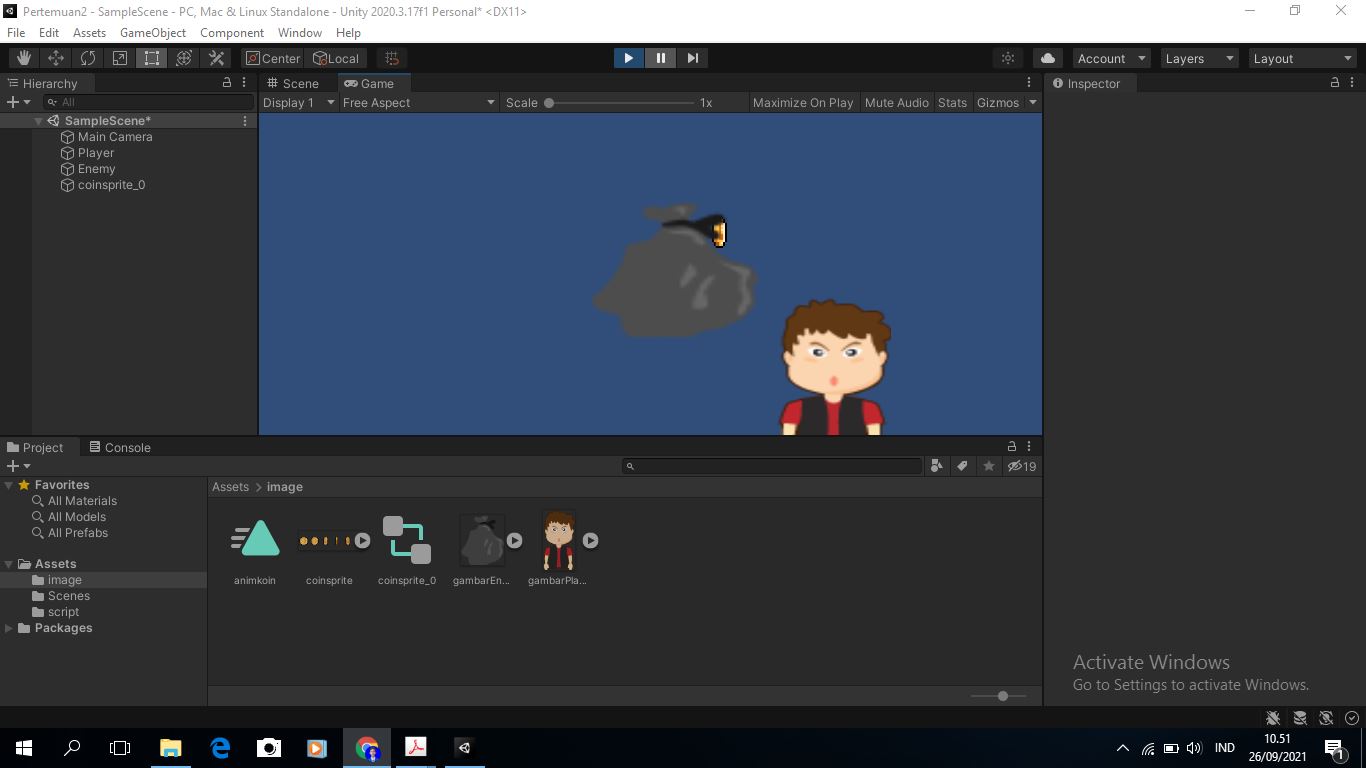 Pertemuan2 - SampleScene - PC, Mac & Linux Standalone - Unity 2020.3.17f1 Personal* <DX11>
File Edit Assets GameObject Component Window Help
Center Local Account Layers Layout
Hierarchy Scene Game Inspector
All Display 1 Free Aspect Scale 1x Maximize On Play Mute Audio Stats Gizmos
SampleScene*
Main Camera
Player
Enemy
coinsprite_0
Project Console
19
Favorites
All Materials
All Models
All Prefabs
Assets
image
Scenes
script
Packages
Assets > image
animkoin coinsprite coinsprite_0 gambarEn... gambarPla...
Activate Windows
Go to Settings to activate Windows.
IND
10.51
26/09/2021
1